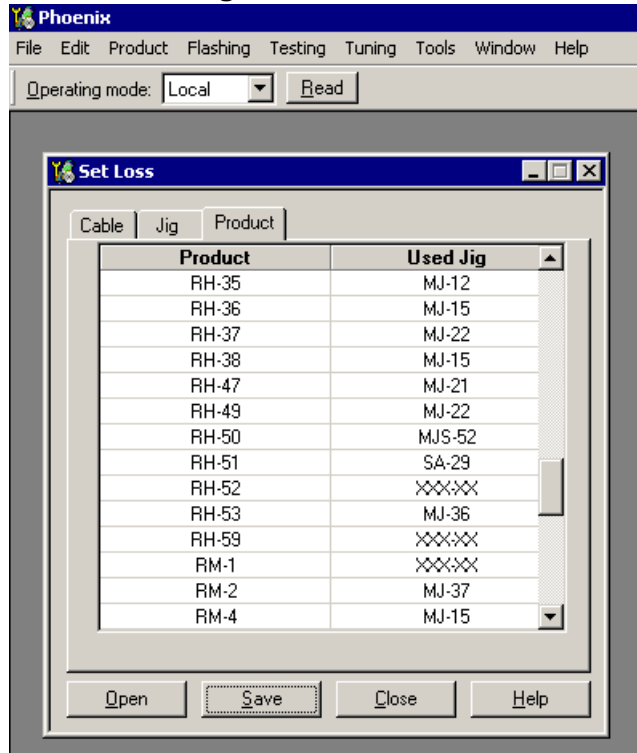 Phoenix
File Edit Product Flashing Testing Tuning Tools Window Help
Operating mode: Local Read
Set Loss
Cable Jig Product
Product Used Jig
RH-35 MJ-12
RH-36 MJ-15
RH-37 MJ-22
RH-38 MJ-15
RH-47 MJ-21
RH-49 MJ-22
RH-50 MJS-52
RH-51 SA-29
RH-52 XXX-XX
RH-53 MJ-36
RH-59 XXX-XX
RM-1 XXX-XX
RM-2 MJ-37
RM-4 MJ-15
Open Save Close Help